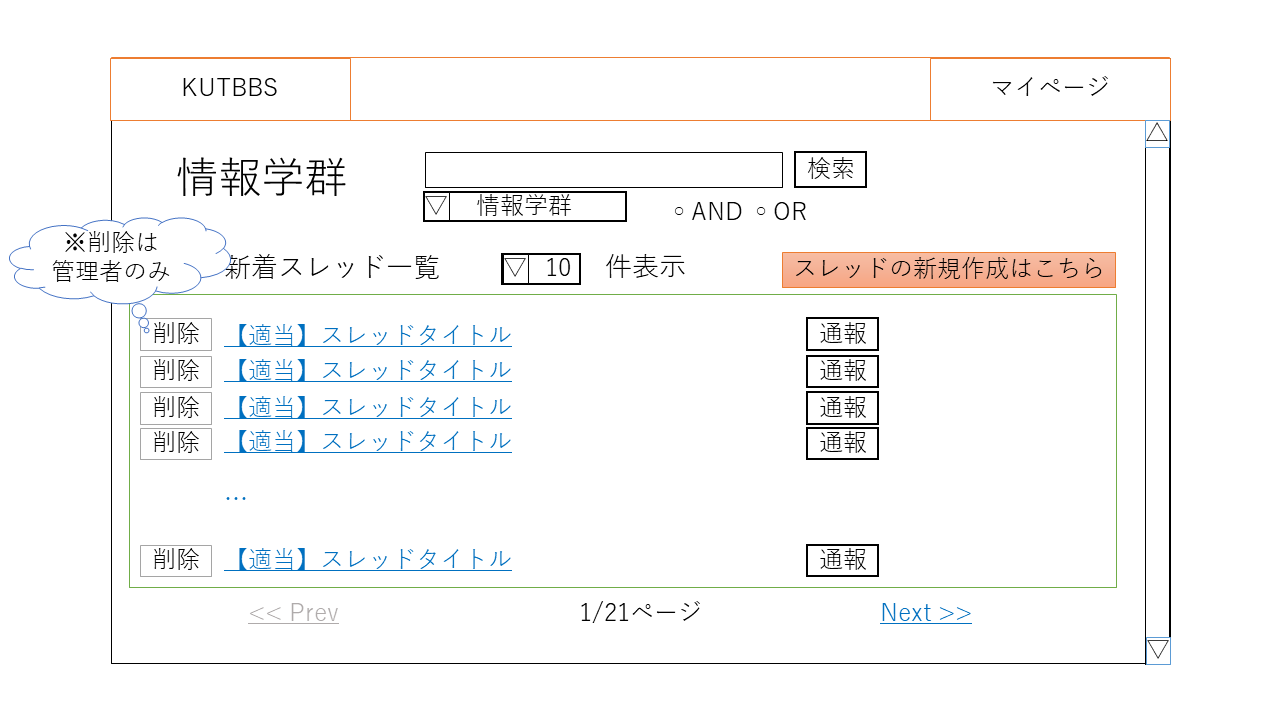 KUTBBS
マイページ
情報学群
検索
▽ 情報学群
○ AND ○ OR
※削除は
管理者のみ
新着スレッド一覧 ▽ 10 件表示
スレッドの新規作成はこちら
削除 【適当】スレッドタイトル 通報
削除 【適当】スレッドタイトル 通報
削除 【適当】スレッドタイトル 通報
削除 【適当】スレッドタイトル 通報
…
削除 【適当】スレッドタイトル 通報
<< Prev 1/21ページ Next >>